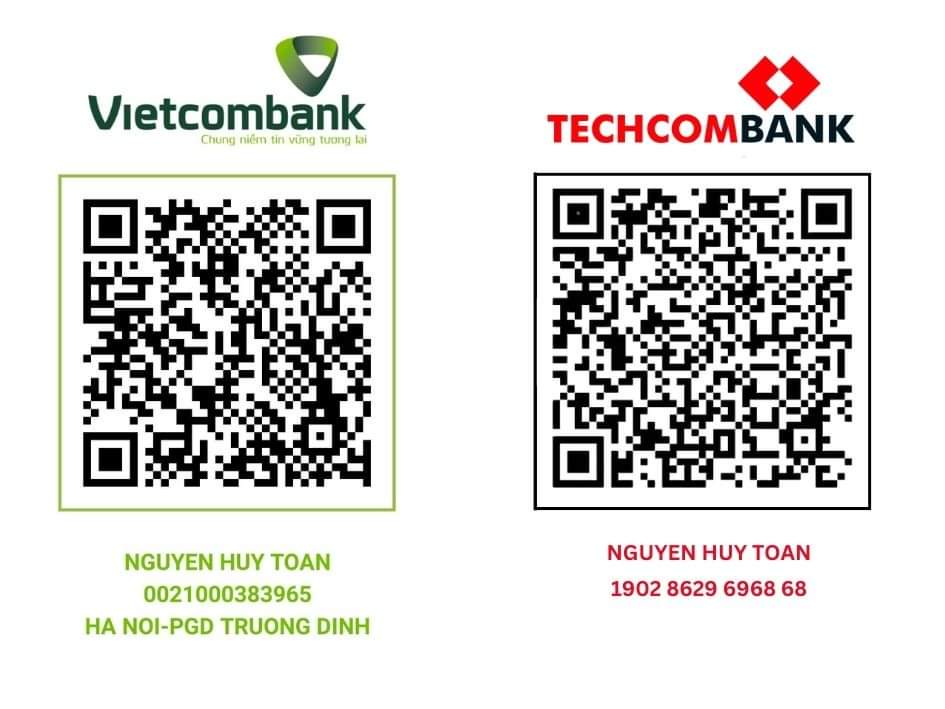 Vietcombank
Chung niềm tin vững tương lai
NGUYEN HUY TOAN
0021000383965
HA NOI-PGD TRUONG DINH
TECHCOMBANK
NGUYEN HUY TOAN
1902 8629 6968 68